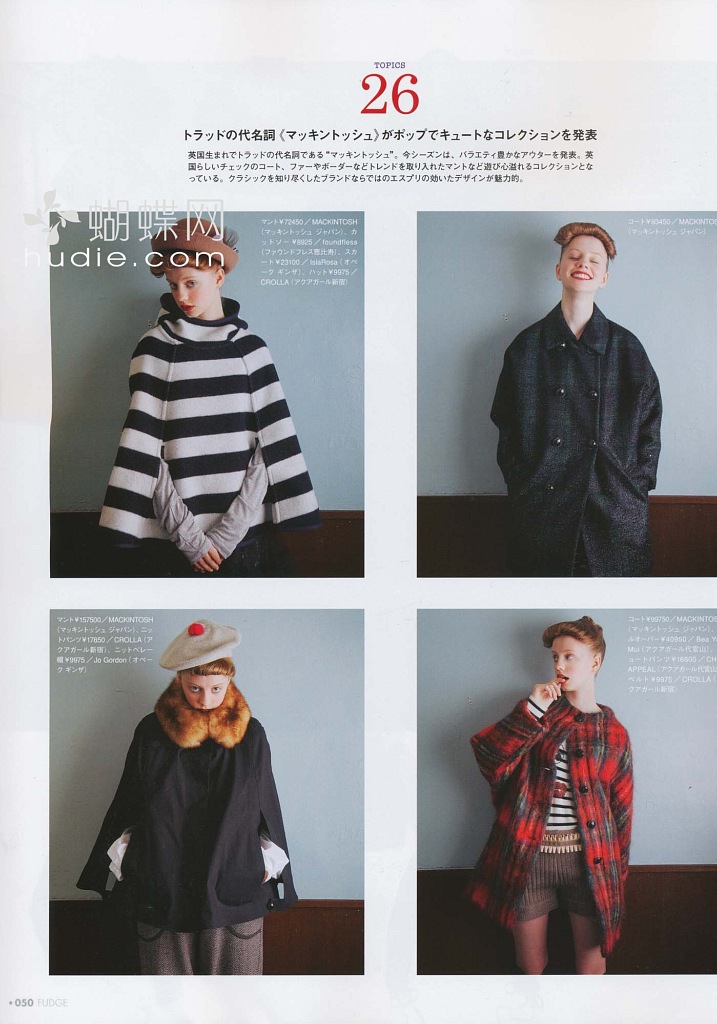 TOPICS
26
トラッドの代名詞《マッキントッシュ》がポップでキュートなコレクションを発表
英国生まれでトラッドの代名詞である“マッキントッシュ”。今シーズンは、バラエティ豊かなアウターを発表。英
国らしいチェックのコート、ファーやボーダーなどトレンドを取り入れたマントなど遊び心溢れるコレクションとな
っている。クラシックを知り尽くしたブランドならではのエスプリの効いたデザインが魅力的。
蝴蝶网
hudie.com
マント¥72450／MACKINTOSH
（マッキントッシュ ジャパン）、カ
ットソー¥8925／foundfless
（ファウンドフレス恵比寿）、スカ
ート¥23100／IsisRosa（オペ
ーク ギンザ）、ハット¥9975／
CROLLA（アクアガール新宿）
コート¥93450／MACKINTOS
（マッキントッシュ ジャパン）
マント¥157500／MACKINTOSH
（マッキントッシュ ジャパン）、ニッ
トパンツ¥17850／CROLLA（ア
クアガール新宿）、ニットベレー
帽¥9975／Jo Gordon（オペー
ク ギンザ）
コート¥99750／MACKINTOS
（マッキントッシュ ジャパン）、
ルオーバー¥40950／Bea Yu
Mui（アクアガール代官山）、
ョートパンツ¥16800／CH
APPEAL（アクアガール代官山
ベルト¥9975／CROLLA（
クアガール新宿）
050 FUDGE